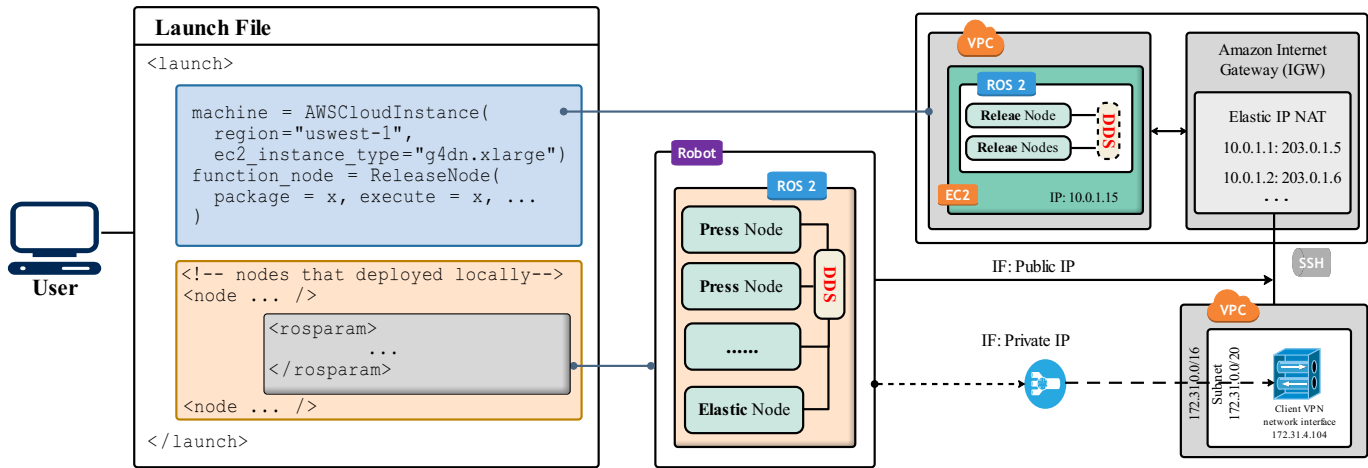 Launch File
<launch>
machine = AWSCloudInstance(
region="uswest-1",
ec2_instance_type="g4dn.xlarge")
function_node = ReleaseNode(
package = x, execute = x, ...
)
<!-- nodes that deployed locally-->
<node ... />
<rosparam>
...
</rosparam>
<node ... />
</launch>
User
Robot
ROS 2
Press Node
Press Node
......
Elastic Node
DDS
VPC
ROS 2
Releae Node
Releae Nodes
DDS
EC2
IP: 10.0.1.15
Amazon Internet
Gateway (IGW)
Elastic IP NAT
10.0.1.1: 203.0.1.5
10.0.1.2: 203.0.1.6
...
IF: Public IP
SSH
IF: Private IP
VPC
172.31.0.0/16
Subnet
172.31.0.0/20
Client VPN
network interface
172.31.4.104